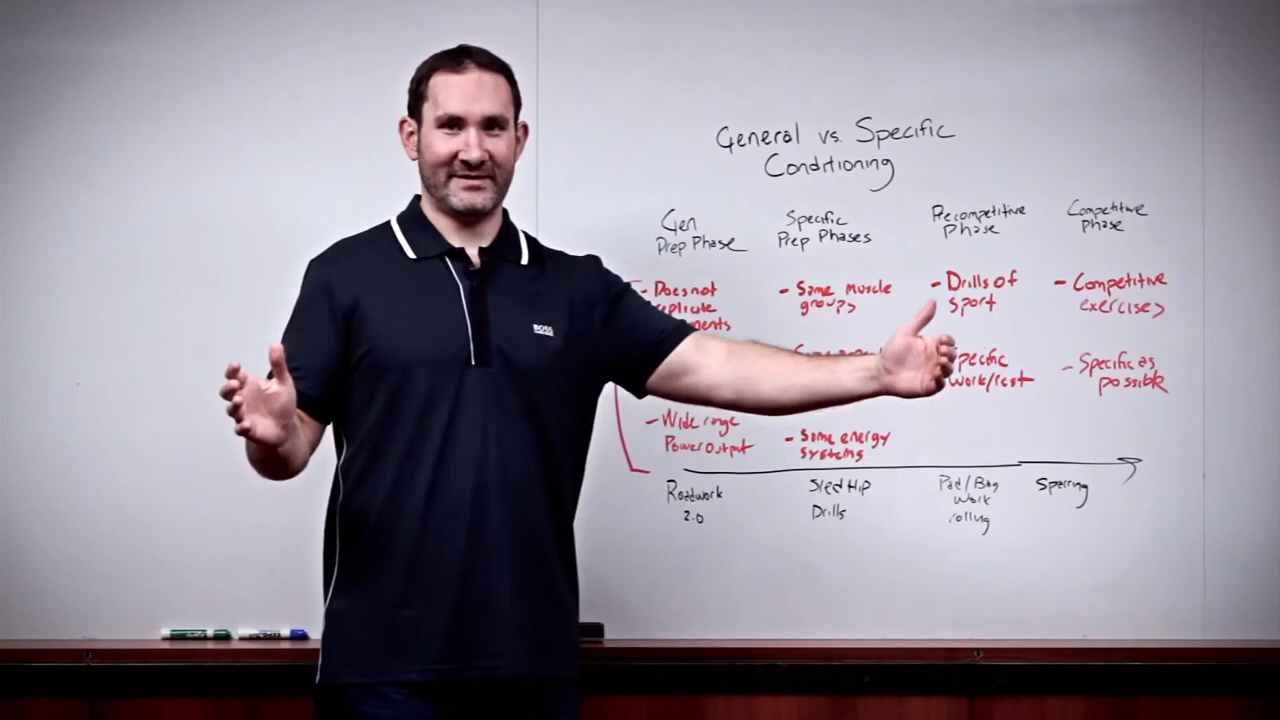 General vs. Specific
Conditioning
Gen
Prep Phase
Specific
Prep Phases
Precompetitive
Phase
Competitive
Phase
- Does not
replicate
- Wide range
Power output
- Same muscle
groups
- Same energy
systems
- Drills of
sport
work/rest
- Competitive
exercises
- Specific as
possible
Roadwork
2.0
Sled Hip
Drills
Pad/Bag
Work
rolling
Sparring
BOSS